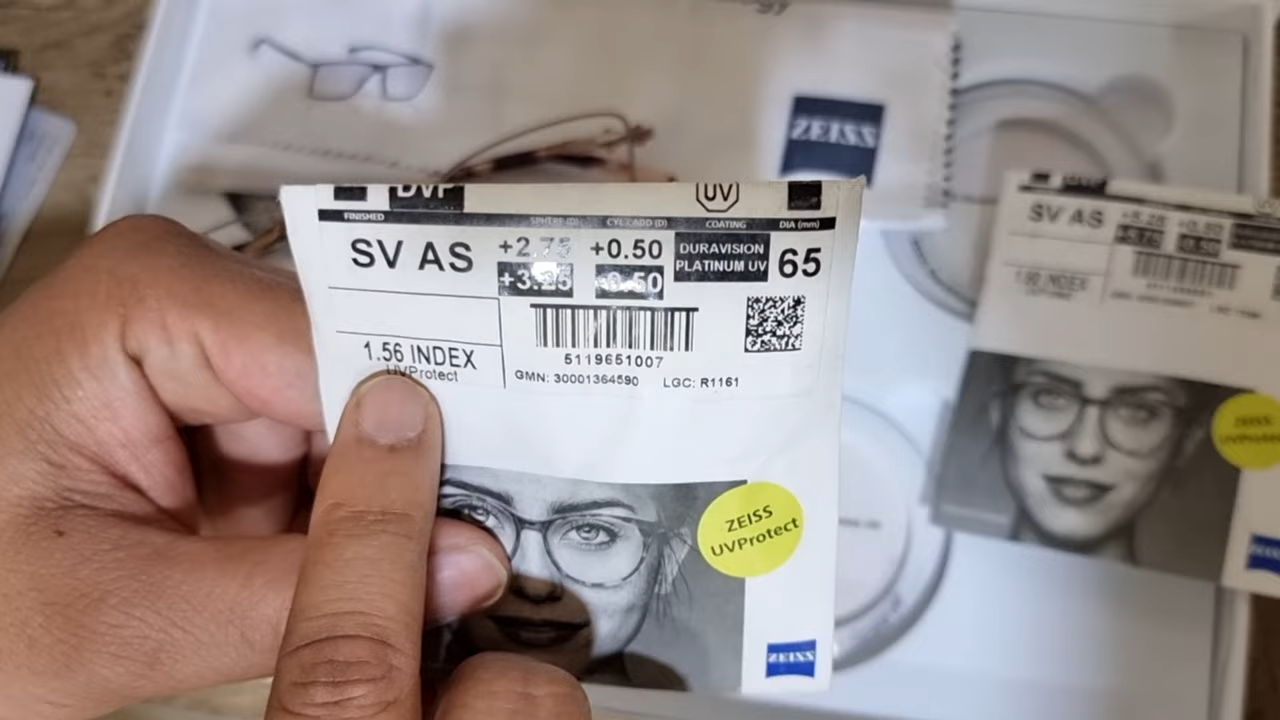 ZEISS
DVP UV
FINISHED SPHERE (D) CYL/ADD (D) COATING DIA (mm)
SV AS +2.75 +0.50 DURAVISION PLATINUM UV 65
+3.25 -0.50
1.56 INDEX
UVProtect
5119651007
GMN: 30001364590 LGC: R1161
ZEISS
UVProtect
ZEISS
SV AS
ZEISS
UVProtect